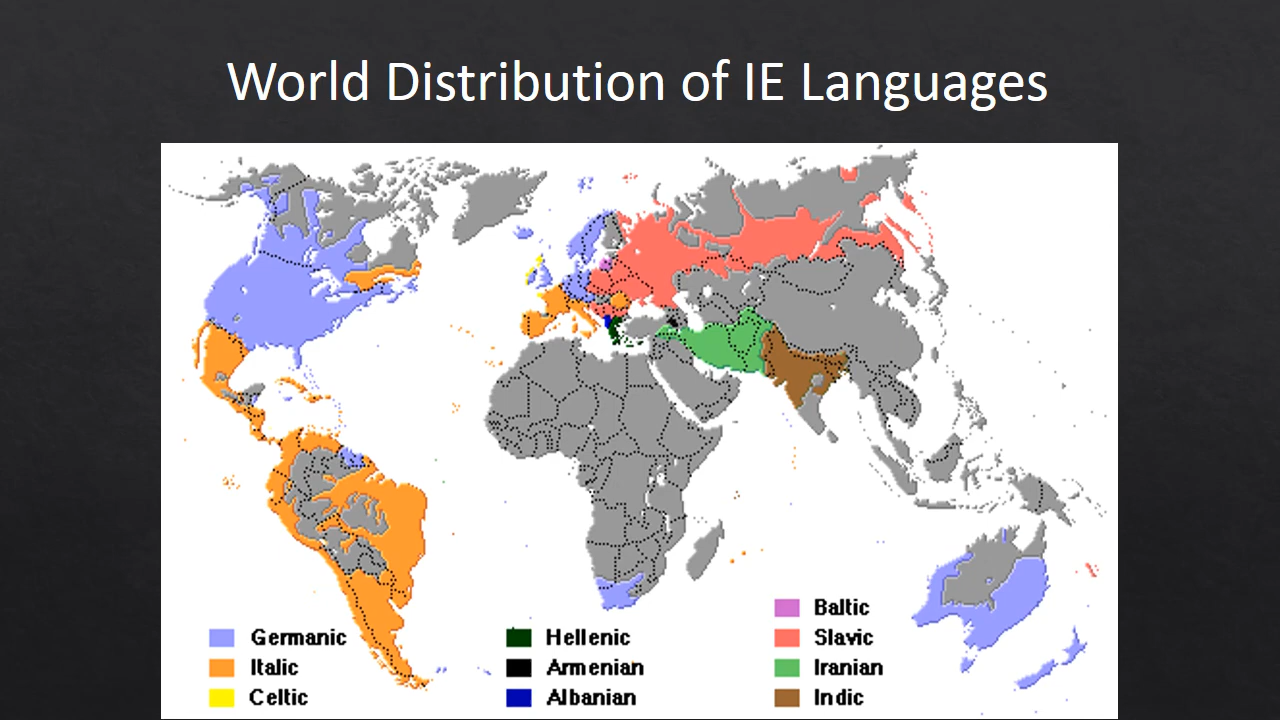 World Distribution of IE Languages
Germanic
Italic
Celtic
Hellenic
Armenian
Albanian
Baltic
Slavic
Iranian
Indic